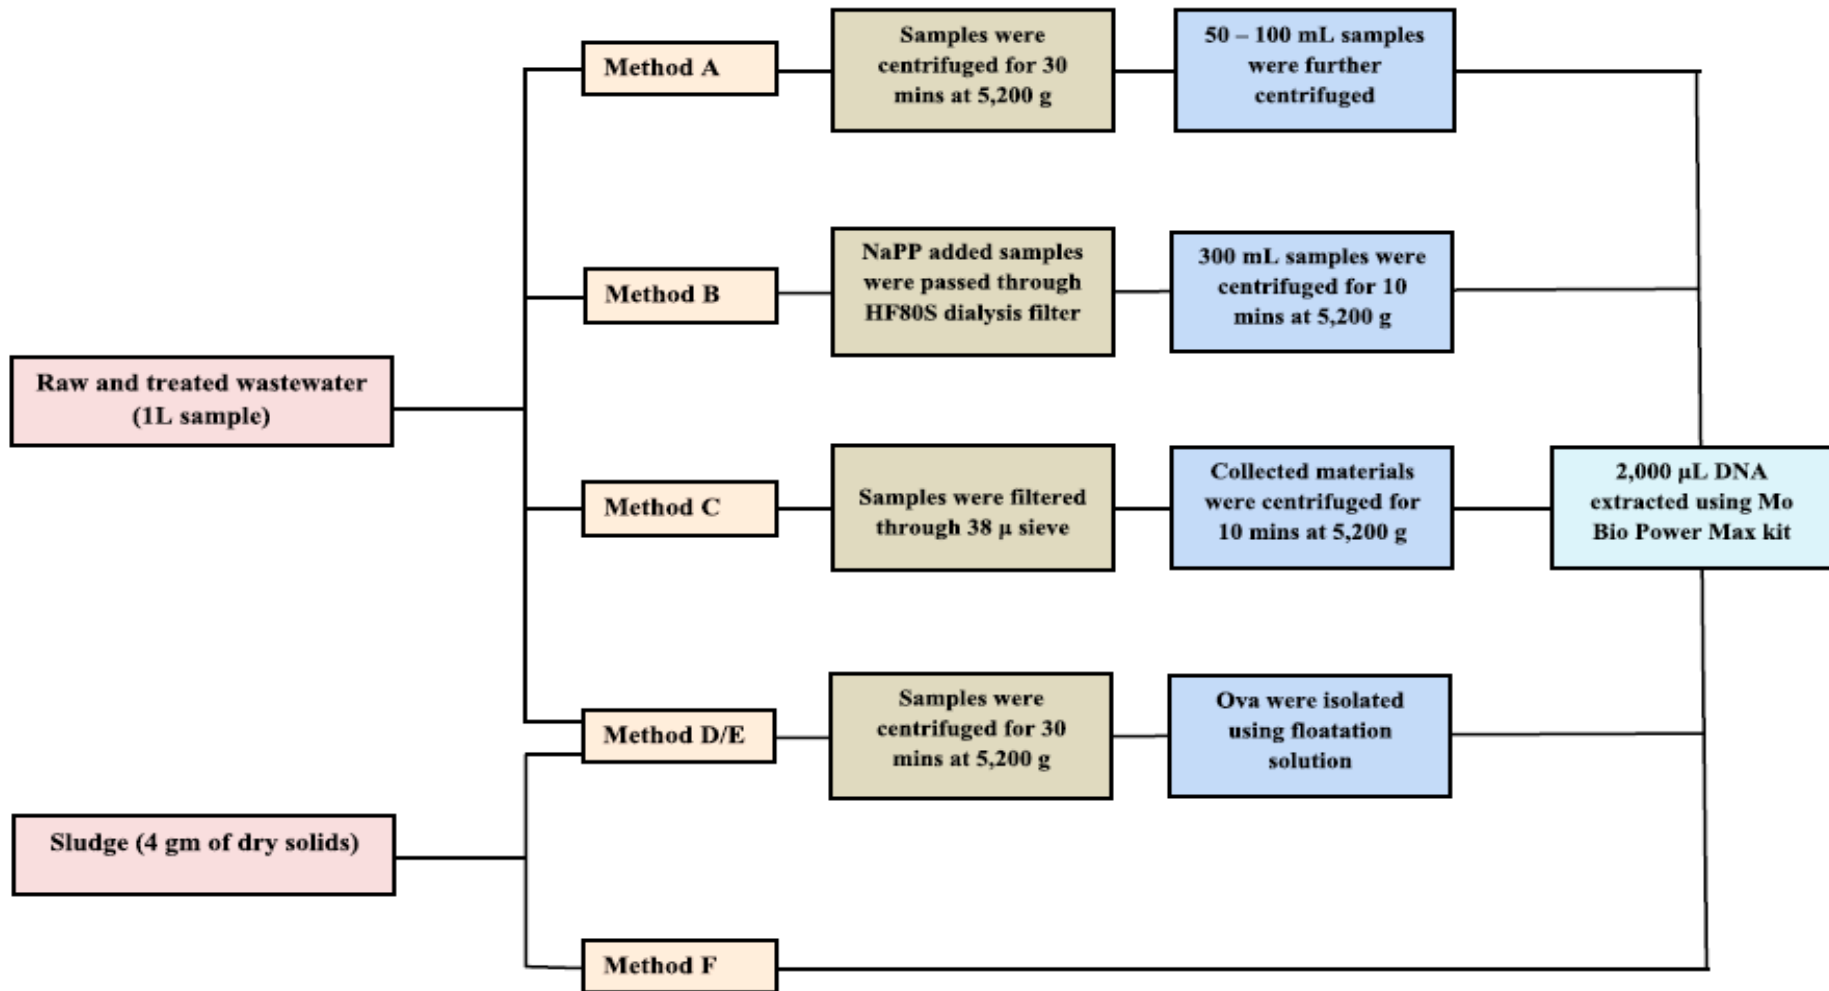 Method A
Samples were
centrifuged for 30
mins at 5,200 g
50 – 100 mL samples
were further
centrifuged
Method B
NaPP added samples
were passed through
HF80S dialysis filter
300 mL samples were
centrifuged for 10
mins at 5,200 g
Raw and treated wastewater
(1L sample)
Method C
Samples were filtered
through 38 µ sieve
Collected materials
were centrifuged for
10 mins at 5,200 g
2,000 µL DNA
extracted using Mo
Bio Power Max kit
Method D/E
Samples were
centrifuged for 30
mins at 5,200 g
Ova were isolated
using floatation
solution
Sludge (4 gm of dry solids)
Method F